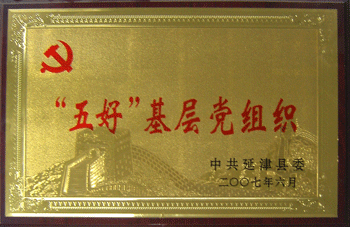 “五好”基层党组织
中共延津县委
二〇〇七年六月